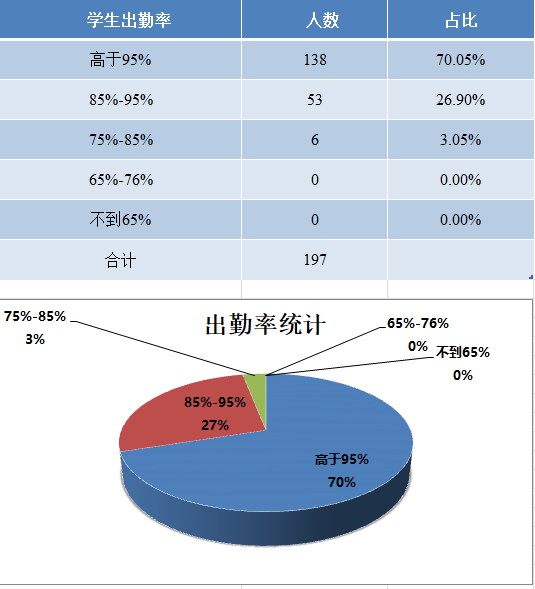 学生出勤率 人数 占比
高于95% 138 70.05%
85%-95% 53 26.90%
75%-85% 6 3.05%
65%-76% 0 0.00%
不到65% 0 0.00%
合计 197
出勤率统计
75%-85%
3%
65%-76%
0%
不到65%
0%
85%-95%
27%
高于95%
70%